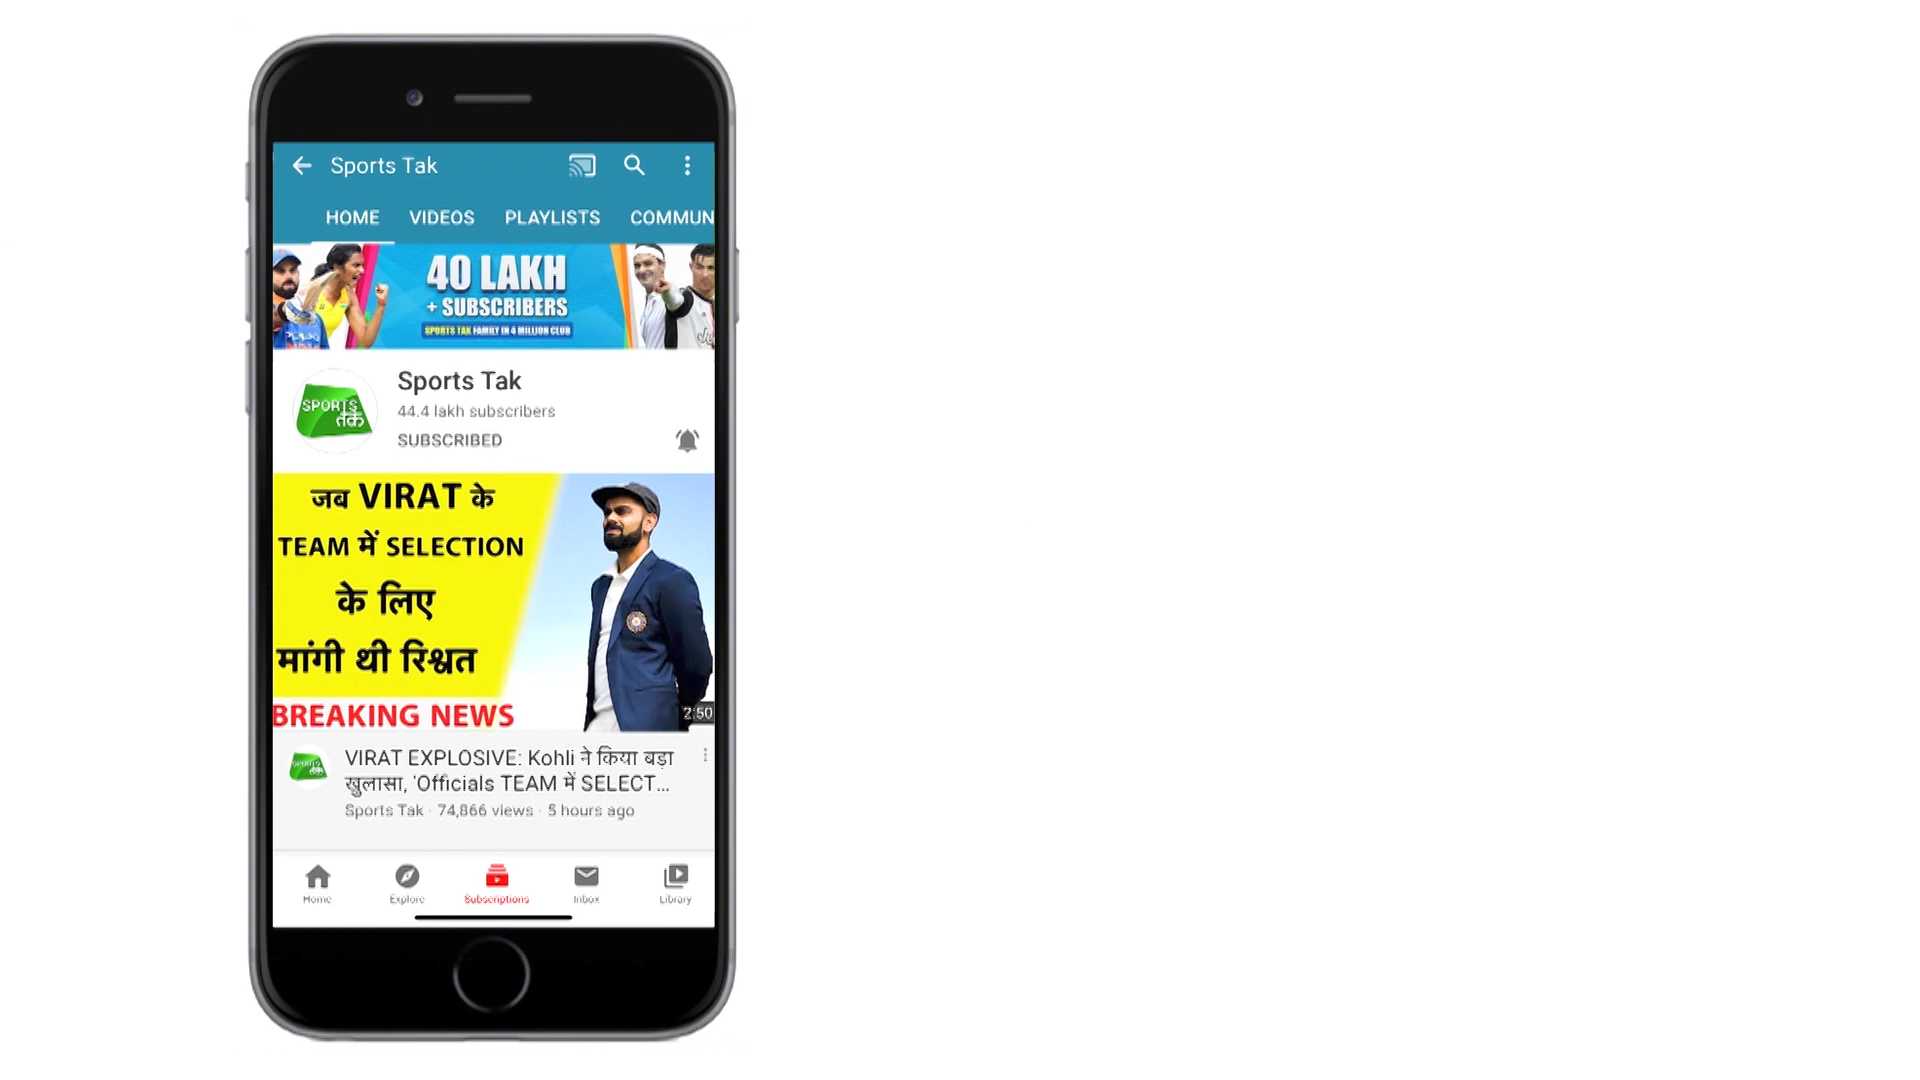 Sports Tak
HOME VIDEOS PLAYLISTS COMMUN
40 LAKH
+ SUBSCRIBERS
SPORTS TAK FAMILY IN 4 MILLION CLUB
Sports Tak
44.4 lakh subscribers
SUBSCRIBED
SPORTS
तक
जब VIRAT के
TEAM में SELECTION
के लिए
मांगी थी रिश्वत
BREAKING NEWS
2:50
SPORTS
तक
VIRAT EXPLOSIVE: Kohli ने किया बड़ा
खुलासा, 'Officials TEAM में SELECT...
Sports Tak · 74,866 views · 5 hours ago
Home Explore Subscriptions Inbox Library